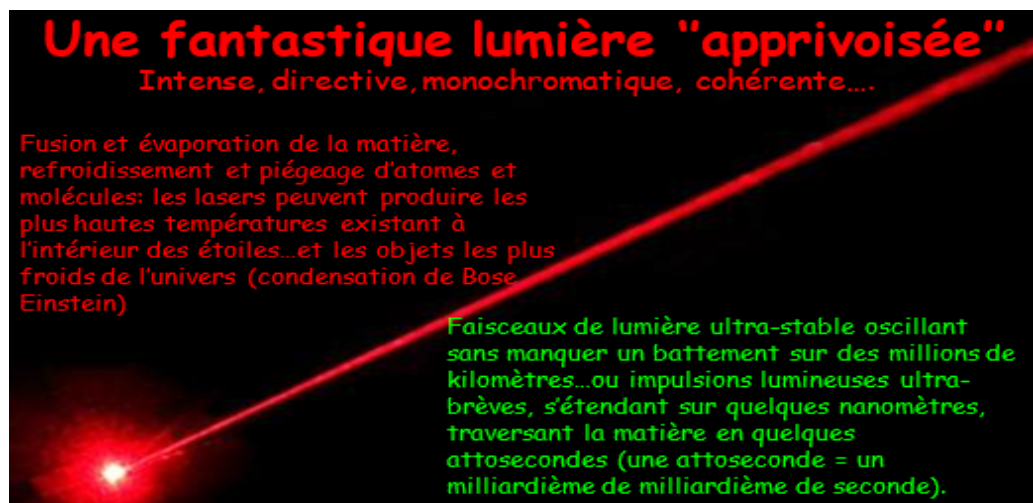 Une fantastique lumière "apprivoisée"
Intense, directive, monochromatique, cohérente….
Fusion et évaporation de la matière,
refroidissement et piégeage d'atomes et
molécules: les lasers peuvent produire les
plus hautes températures existant à
l'intérieur des étoiles…et les objets les plus
froids de l'univers (condensation de Bose
Einstein)
Faisceaux de lumière ultra-stable oscillant
sans manquer un battement sur des millions de
kilomètres…ou impulsions lumineuses ultra-
brèves, s'étendant sur quelques nanomètres,
traversant la matière en quelques
attosecondes (une attoseconde = un
milliardième de milliardième de seconde).